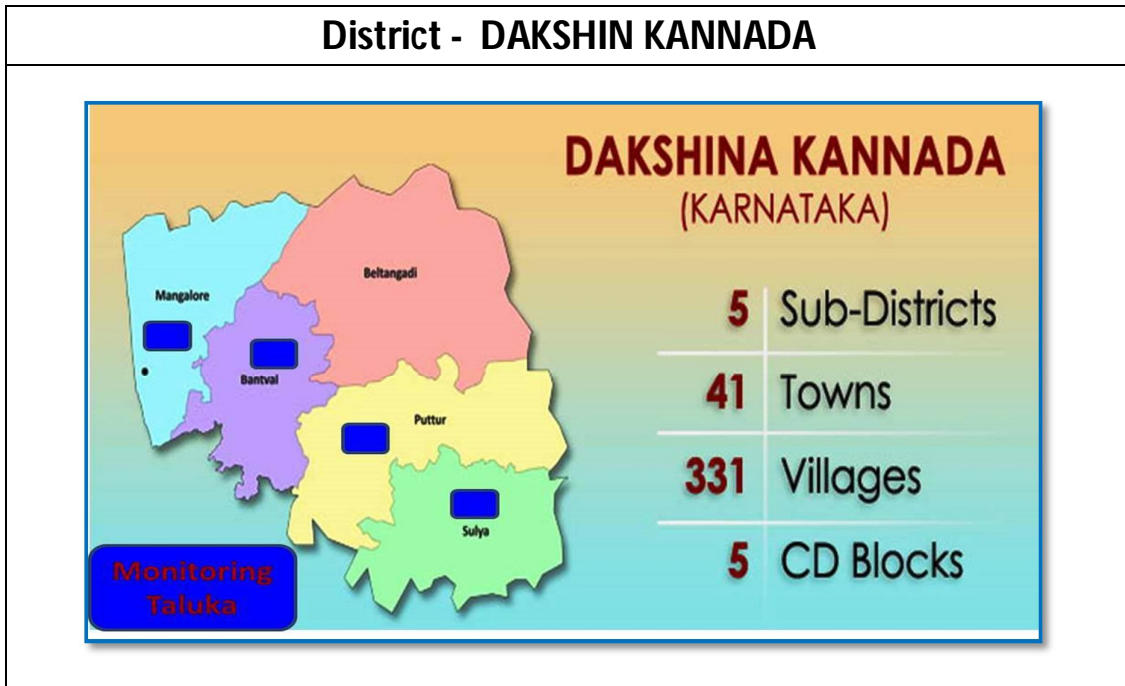 District - DAKSHIN KANNADA
DAKSHINA KANNADA
(KARNATAKA)
Beltangadi
Mangalore
Bantval
Puttur
Sulya
5 Sub-Districts
41 Towns
331 Villages
5 CD Blocks
Monitoring
Taluka